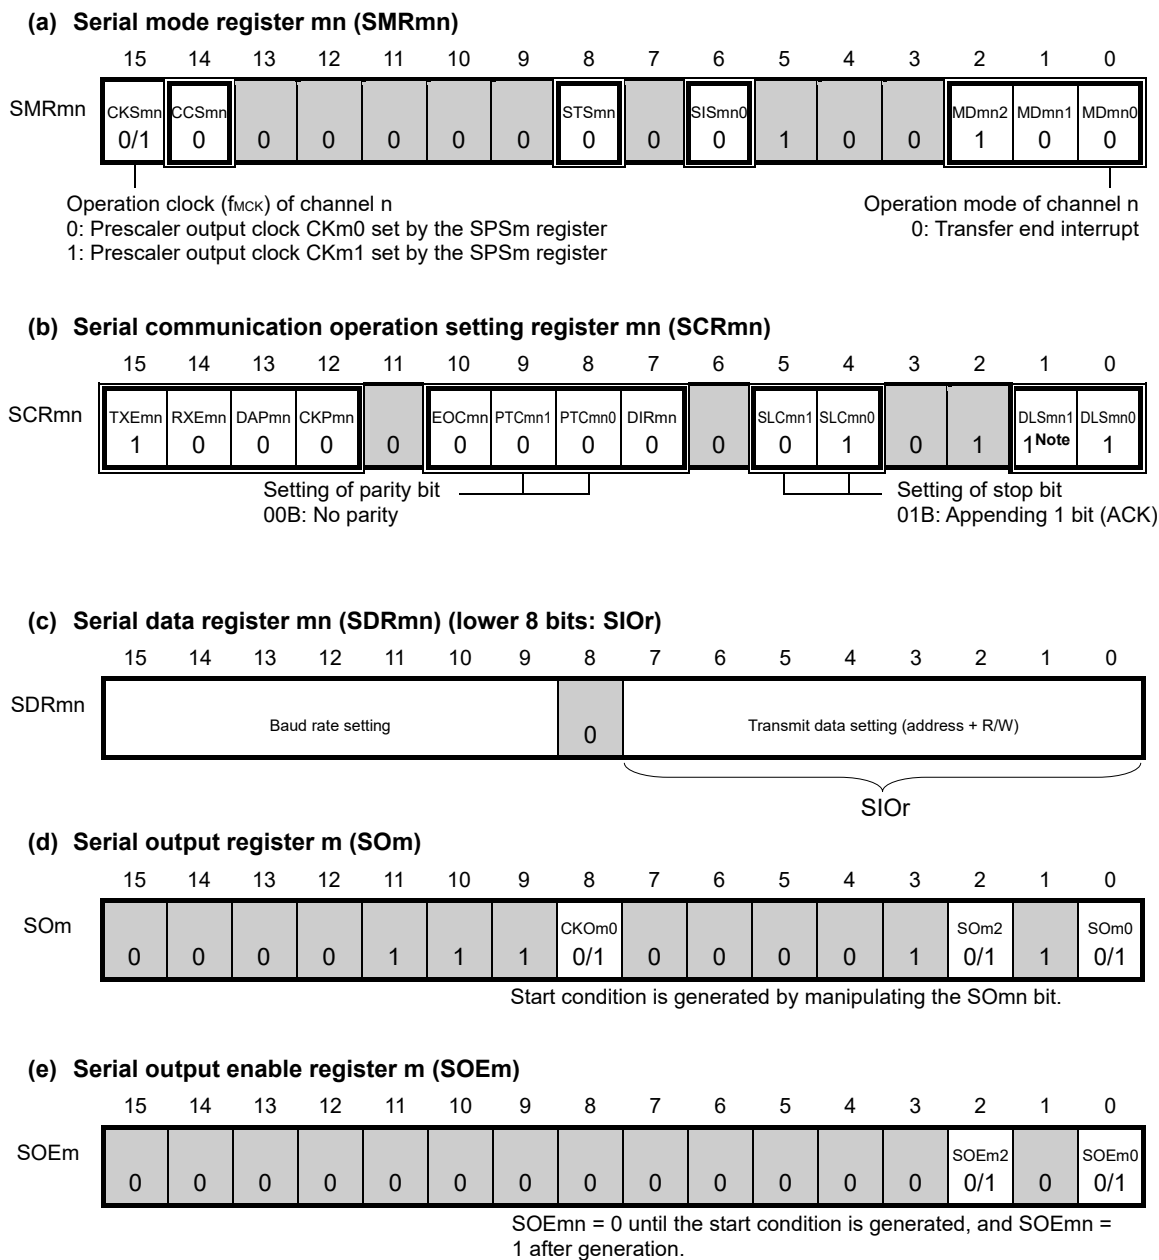 (a) Serial mode register mn (SMRmn)
15 14 13 12 11 10 9 8 7 6 5 4 3 2 1 0
SMRmn
CKSmn CCSmn STSmn SISmn0 MDmn2 MDmn1 MDmn0
0/1 0 0 0 0 0 0 0 0 0 1 0 0 1 0 0
Operation clock (fMCK) of channel n
0: Prescaler output clock CKm0 set by the SPSm register
1: Prescaler output clock CKm1 set by the SPSm register
Operation mode of channel n
0: Transfer end interrupt
(b) Serial communication operation setting register mn (SCRmn)
15 14 13 12 11 10 9 8 7 6 5 4 3 2 1 0
SCRmn
TXEmn RXEmn DAPmn CKPmn EOCmn PTCmn1 PTCmn0 DIRmn SLCmn1 SLCmn0 DLSmn1 DLSmn0
1 0 0 0 0 0 0 0 0 0 0 1 0 1 1Note 1
Setting of parity bit
00B: No parity
Setting of stop bit
01B: Appending 1 bit (ACK)
(c) Serial data register mn (SDRmn) (lower 8 bits: SIOr)
15 14 13 12 11 10 9 8 7 6 5 4 3 2 1 0
SDRmn
Baud rate setting 0 Transmit data setting (address + R/W)
SIOr
(d) Serial output register m (SOm)
15 14 13 12 11 10 9 8 7 6 5 4 3 2 1 0
SOm
CKOm0 SOm2 SOm0
0 0 0 0 1 1 1 0/1 0 0 0 0 1 0/1 1 0/1
Start condition is generated by manipulating the SOmn bit.
(e) Serial output enable register m (SOEm)
15 14 13 12 11 10 9 8 7 6 5 4 3 2 1 0
SOEm
SOEm2 SOEm0
0 0 0 0 0 0 0 0 0 0 0 0 0 0/1 0 0/1
SOEmn = 0 until the start condition is generated, and SOEmn =
1 after generation.